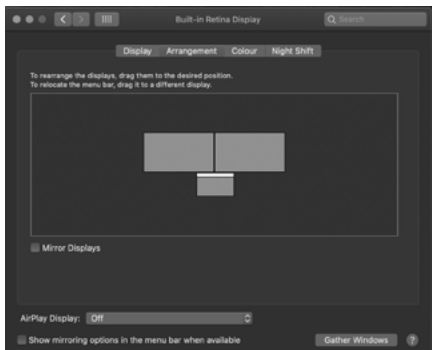 Built-in Retina Display
Search
Display Arrangement Colour Night Shift
To rearrange the displays, drag them to the desired position.
To relocate the menu bar, drag it to a different display.
Mirror Displays
AirPlay Display: Off
Show mirroring options in the menu bar when available
Gather Windows ?